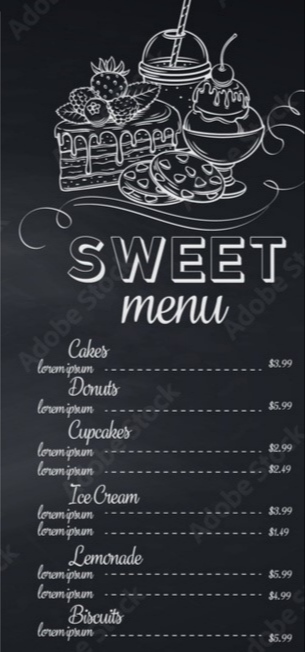 SWEET
menu
Cakes
lorem ipsum $3.99
Donuts
lorem ipsum $5.99
Cupcakes
lorem ipsum $2.99
lorem ipsum $2.49
Ice Cream
lorem ipsum $3.99
lorem ipsum $1.49
Lemonade
lorem ipsum $5.99
lorem ipsum $4.99
Biscuits
lorem ipsum $5.99
Adobe Stock